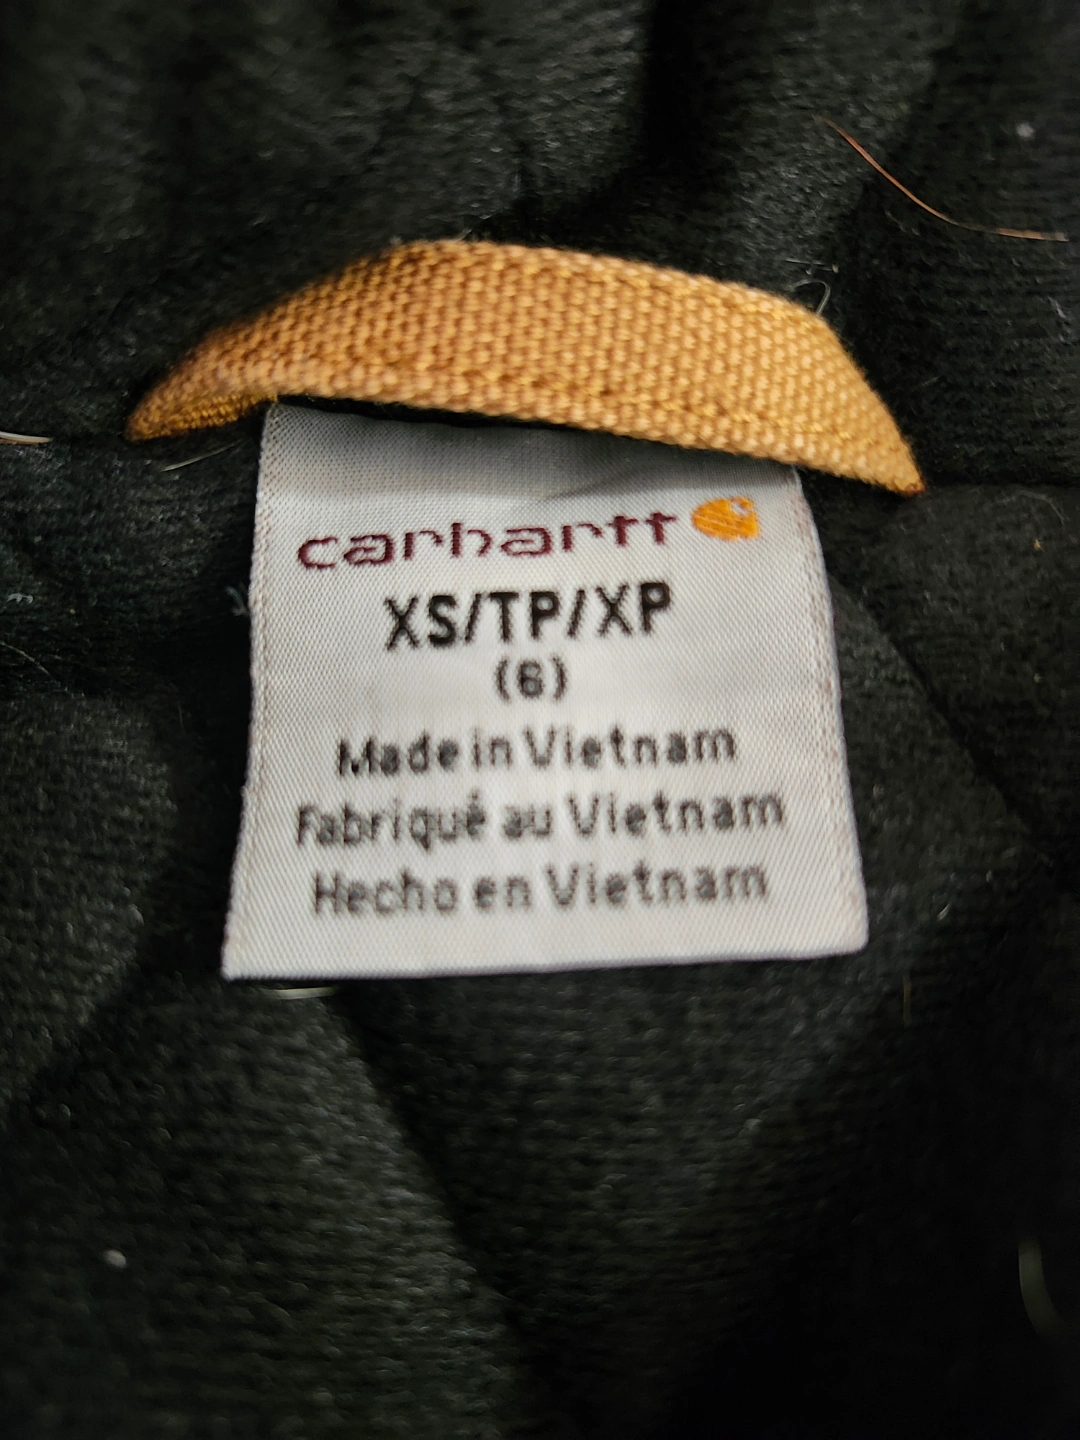 carhartt
XS/TP/XP
(6)
Made in Vietnam
Fabriqué au Vietnam
Hecho en Vietnam